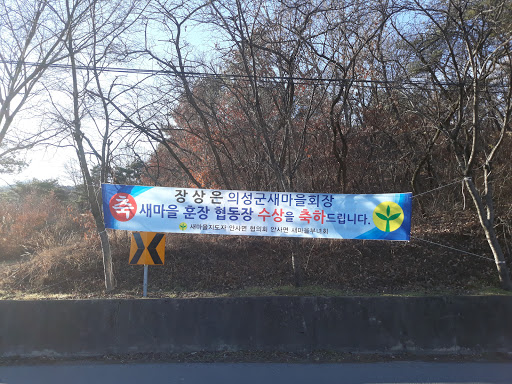 축
장 상 은 의성군새마을회장
새마을 훈장 협동장 수상을 축하드립니다.
새마을지도자 안사면 협의회 안사면 새마을부녀회